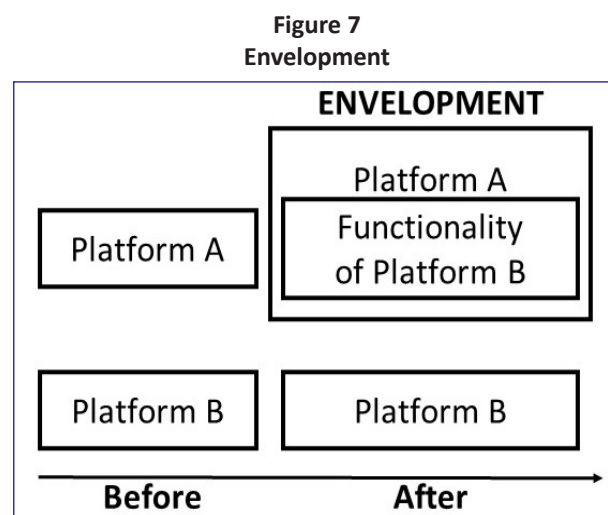 Figure 7
Envelopment
ENVELOPMENT
Platform A
Platform A
Functionality
of Platform B
Platform B
Platform B
Before
After